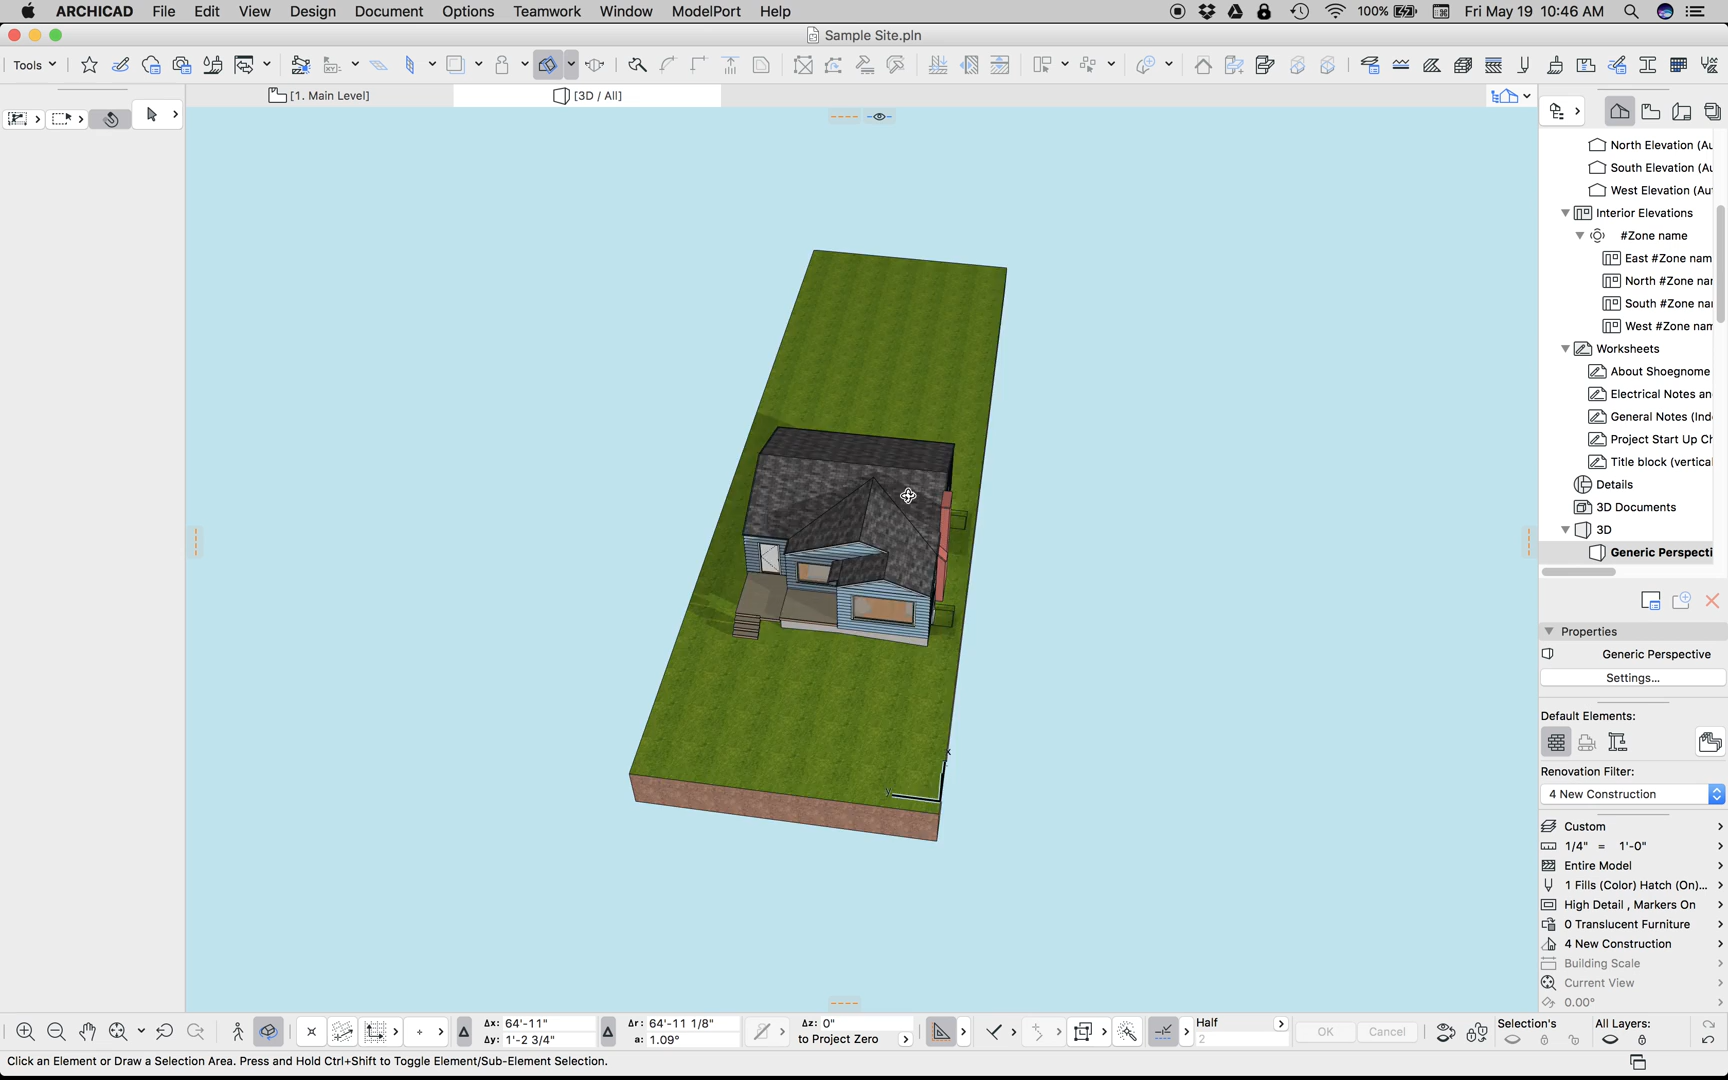 ARCHICAD File Edit View Design Document Options Teamwork Window ModelPort Help 100% Fri May 19 10:46 AM
Sample Site.pln
Tools
[1. Main Level] [3D / All]
North Elevation (Au
South Elevation (Au
West Elevation (Aut
Interior Elevations
#Zone name
East #Zone nam
North #Zone nar
South #Zone nar
West #Zone nam
Worksheets
About Shoegnome
Electrical Notes an
General Notes (Ind
Project Start Up Ch
Title block (vertical
Details
3D Documents
3D
Generic Perspecti
Properties
Generic Perspective
Settings...
Default Elements:
Renovation Filter:
4 New Construction
Custom
1/4" = 1'-0"
Entire Model
1 Fills (Color) Hatch (On)...
High Detail , Markers On
0 Translucent Furniture
4 New Construction
Building Scale
Current View
0.00°
x
y
Δx: 64'-11" Δr: 64'-11 1/8" Δz: 0" Half Selection's All Layers:
Δy: 1'-2 3/4" a: 1.09° to Project Zero 2 OK Cancel
Click an Element or Draw a Selection Area. Press and Hold Ctrl+Shift to Toggle Element/Sub-Element Selection.